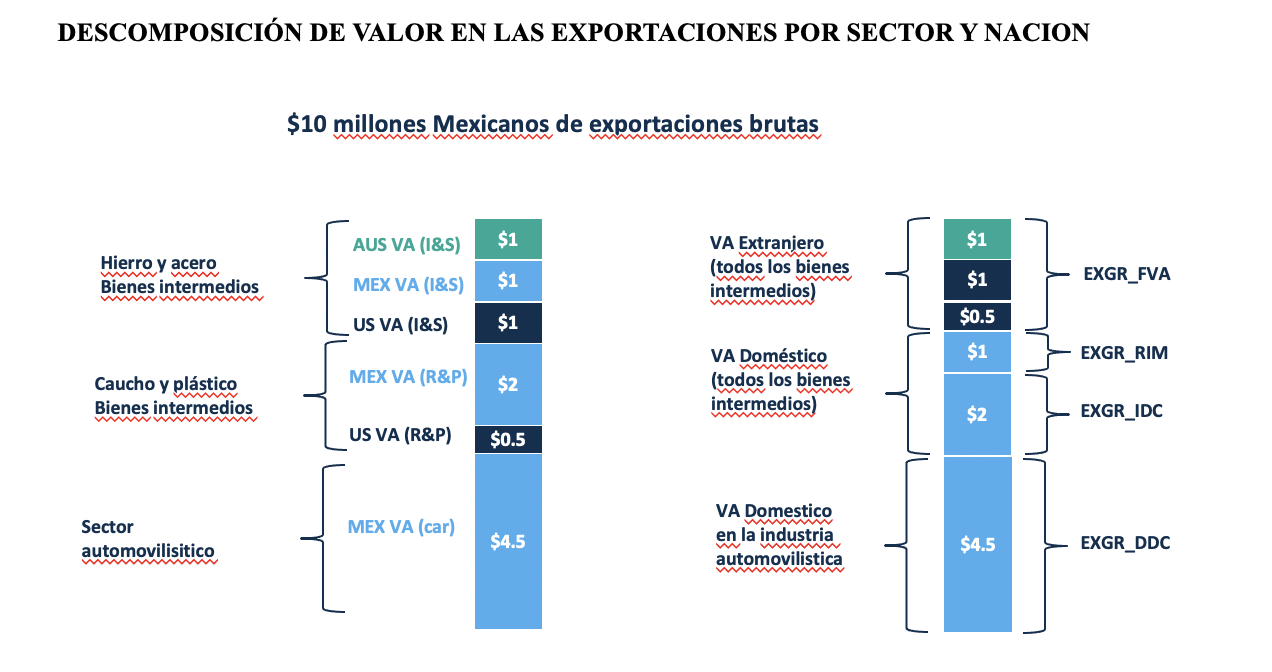 DESCOMPOSICIÓN DE VALOR EN LAS EXPORTACIONES POR SECTOR Y NACION
$10 millones Mexicanos de exportaciones brutas
Hierro y acero
Bienes intermedios
AUS VA (I&S)
$1
MEX VA (I&S)
$1
US VA (I&S)
$1
Caucho y plástico
Bienes intermedios
MEX VA (R&P)
$2
US VA (R&P)
$0.5
Sector
automovilisitico
MEX VA (car)
$4.5
VA Extranjero
(todos los bienes
intermedios)
$1
$1
$0.5
EXGR_FVA
VA Doméstico
(todos los bienes
intermedios)
$1
EXGR_RIM
$2
EXGR_IDC
VA Domestico
en la industria
automovilistica
$4.5
EXGR_DDC